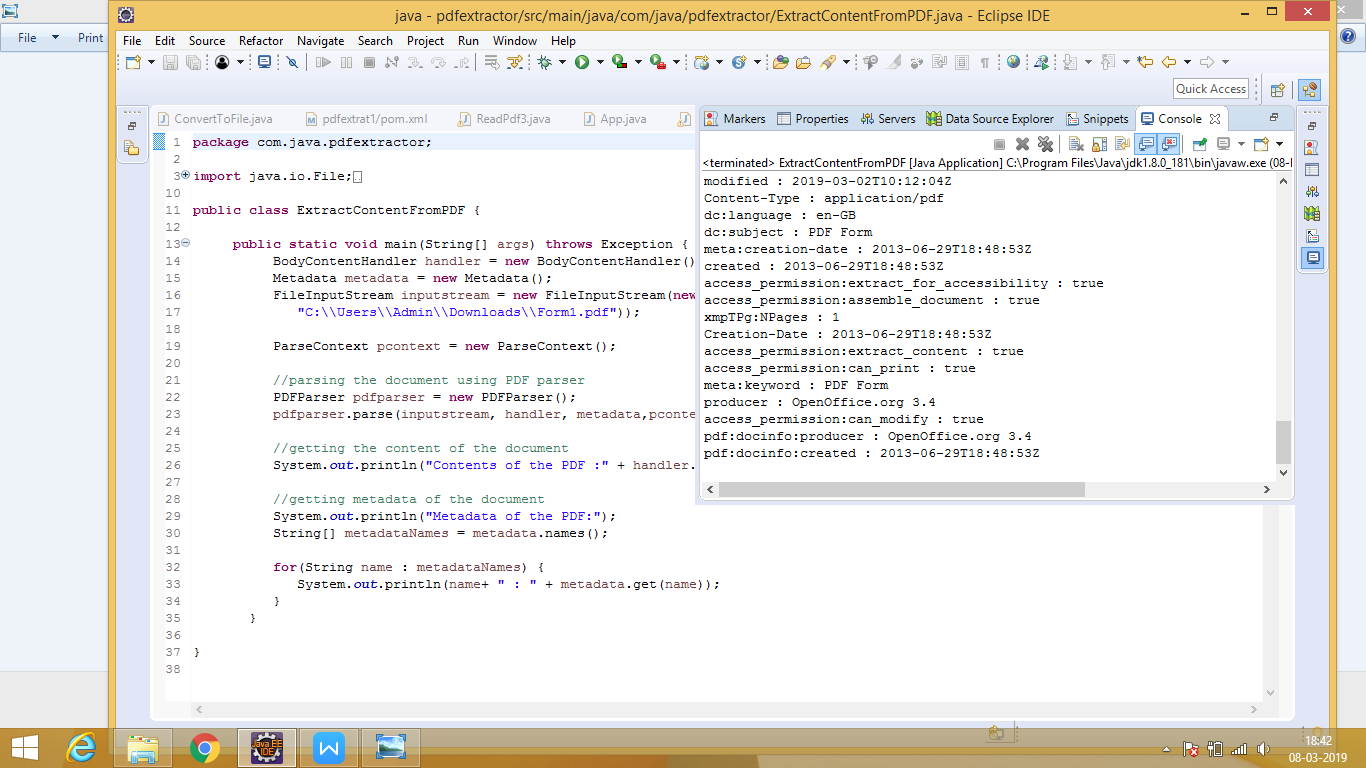 java - pdfextractor/src/main/java/com/java/pdfextractor/ExtractContentFromPDF.java - Eclipse IDE
File Print
File Edit Source Refactor Navigate Search Project Run Window Help
Quick Access
ConvertToFile.java pdfextrat1/pom.xml ReadPdf3.java App.java
1 package com.java.pdfextractor;
2
3 import java.io.File;
10
11 public class ExtractContentFromPDF {
12
13 public static void main(String[] args) throws Exception {
14 BodyContentHandler handler = new BodyContentHandler()
15 Metadata metadata = new Metadata();
16 FileInputStream inputstream = new FileInputStream(new
17 "C:\\Users\\Admin\\Downloads\\Form1.pdf"));
18
19 ParseContext pcontext = new ParseContext();
20
21 //parsing the document using PDF parser
22 PDFParser pdfparser = new PDFParser();
23 pdfparser.parse(inputstream, handler, metadata,pconte
24
25 //getting the content of the document
26 System.out.println("Contents of the PDF :" + handler.
27
28 //getting metadata of the document
29 System.out.println("Metadata of the PDF:");
30 String[] metadataNames = metadata.names();
31
32 for(String name : metadataNames) {
33 System.out.println(name+ " : " + metadata.get(name));
34 }
35 }
36
37 }
38
Markers Properties Servers Data Source Explorer Snippets Console
<terminated> ExtractContentFromPDF [Java Application] C:\Program Files\Java\jdk1.8.0_181\bin\javaw.exe (08-
modified : 2019-03-02T10:12:04Z
Content-Type : application/pdf
dc:language : en-GB
dc:subject : PDF Form
meta:creation-date : 2013-06-29T18:48:53Z
created : 2013-06-29T18:48:53Z
access_permission:extract_for_accessibility : true
access_permission:assemble_document : true
xmpTPg:NPages : 1
Creation-Date : 2013-06-29T18:48:53Z
access_permission:extract_content : true
access_permission:can_print : true
meta:keyword : PDF Form
producer : OpenOffice.org 3.4
access_permission:can_modify : true
pdf:docinfo:producer : OpenOffice.org 3.4
pdf:docinfo:created : 2013-06-29T18:48:53Z
Java EE
IDE
18:42
08-03-2019